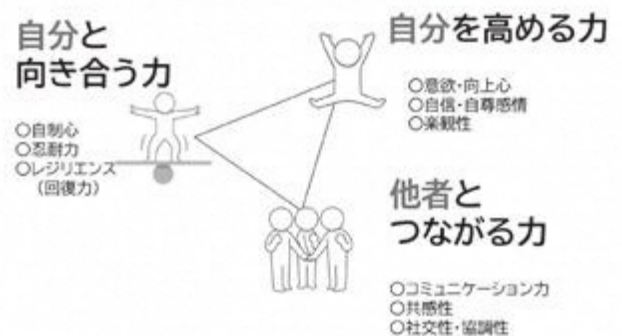 自分と
向き合う力
○自制心
○忍耐力
○レジリエンス
（回復力）
自分を高める力
○意欲・向上心
○自信・自尊感情
○楽観性
他者と
つながる力
○コミュニケーション力
○共感性
○社交性・協調性